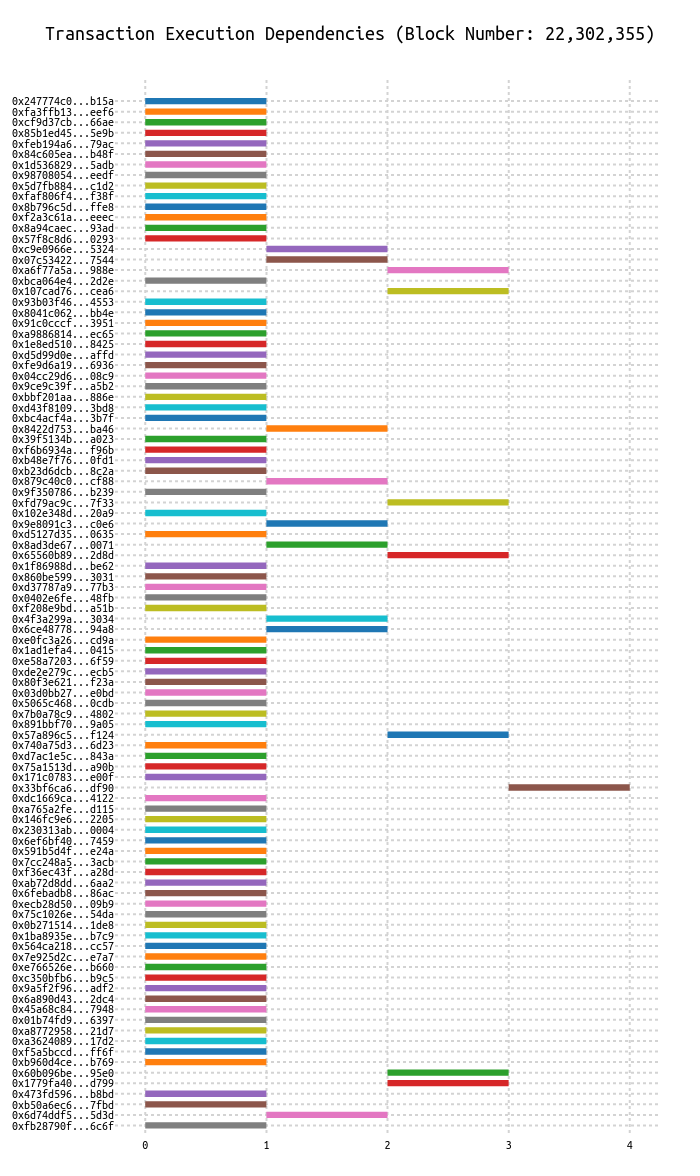 Transaction Execution Dependencies (Block Number: 22,302,355)
0x247774c0...b15a
0xfa3ffb13...eef6
0xcf9d37cb...66ae
0x85b1ed45...5e9b
0xfeb194a6...79ac
0x84c605ea...b48f
0x1d536829...5adb
0x98708054...eedf
0x5d7fb884...c1d2
0xfaf806f4...f38f
0x8b796c5d...ffe8
0xf2a3c61a...eeec
0x8a94caec...93ad
0x57f8c8d6...0293
0xc9e0966e...5324
0x07c53422...7544
0xa6f77a5a...988e
0xbca064e4...2d2e
0x107cad76...cea6
0x93b03f46...4553
0x8041c062...bb4e
0x91c0cccf...3951
0xa9886814...ec65
0x1e8ed510...8425
0xd5d99d0e...affd
0xfe9d6a19...6936
0x04cc29d6...08c9
0x9ce9c39f...a5b2
0xbbf201aa...886e
0xd43f8109...3bd8
0xbc4acf4a...3b7f
0x8422d753...ba46
0x39f5134b...a023
0xf6b6934a...f96b
0xb48e7f76...0fd1
0xb23d6dcb...8c2a
0x879c40c0...cf88
0x9f350786...b239
0xfd79ac9c...7f33
0x102e348d...20a9
0x9e8091c3...c0e6
0xd5127d35...0635
0x8ad3de67...0071
0x65560b89...2d8d
0x1f86988d...be62
0x860be599...3031
0xd37787a9...77b3
0x0402e6fe...48fb
0xf208e9bd...a51b
0x4f3a299a...3034
0x6ce48778...94a8
0xe0fc3a26...cd9a
0x1ad1efa4...0415
0xe58a7203...6f59
0xde2e279c...ecb5
0x80f3e621...f23a
0x03d0bb27...e0bd
0x5065c468...0cdb
0x7b0a78c9...4802
0x891bbf70...9a05
0x57a896c5...f124
0x740a75d3...6d23
0xd7ac1e5c...843a
0x75a1513d...a90b
0x171c0783...e00f
0x33bf6ca6...df90
0xdc1669ca...4122
0xa765a2fe...d115
0x146fc9e6...2205
0x230313ab...0004
0x6ef6bf40...7459
0x591b5d4f...e24a
0x7cc248a5...3acb
0xf36ec43f...a28d
0xab72d8dd...6aa2
0x6febadb8...86ac
0xecb28d50...09b9
0x75c1026e...54da
0x0b271514...1de8
0x1ba8935e...b7c9
0x564ca218...cc57
0x7e925d2c...e7a7
0xe766526e...b660
0xc350bfb6...b9c5
0x9a5f2f96...adf2
0x6a890d43...2dc4
0x45a68c84...7948
0x01b74fd9...6397
0xa8772958...21d7
0xa3624089...17d2
0xf5a5bccd...ff6f
0xb960d4ce...b769
0x60b096be...95e0
0x1779fa40...d799
0x473fd596...b8bd
0xb50a6ec6...7fbd
0x6d74ddf5...5d3d
0xfb28790f...6c6f
0 1 2 3 4